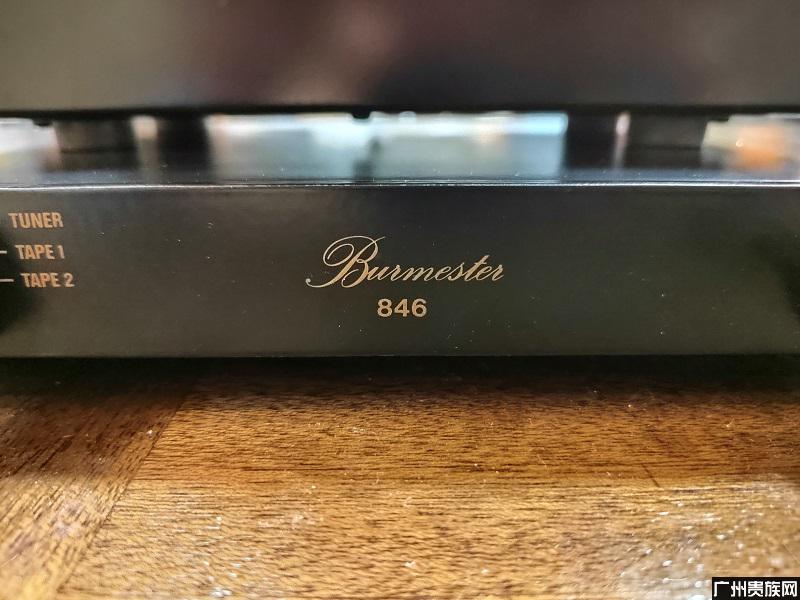 TUNER
TAPE 1
TAPE 2
Burmester
846
广州贵族网